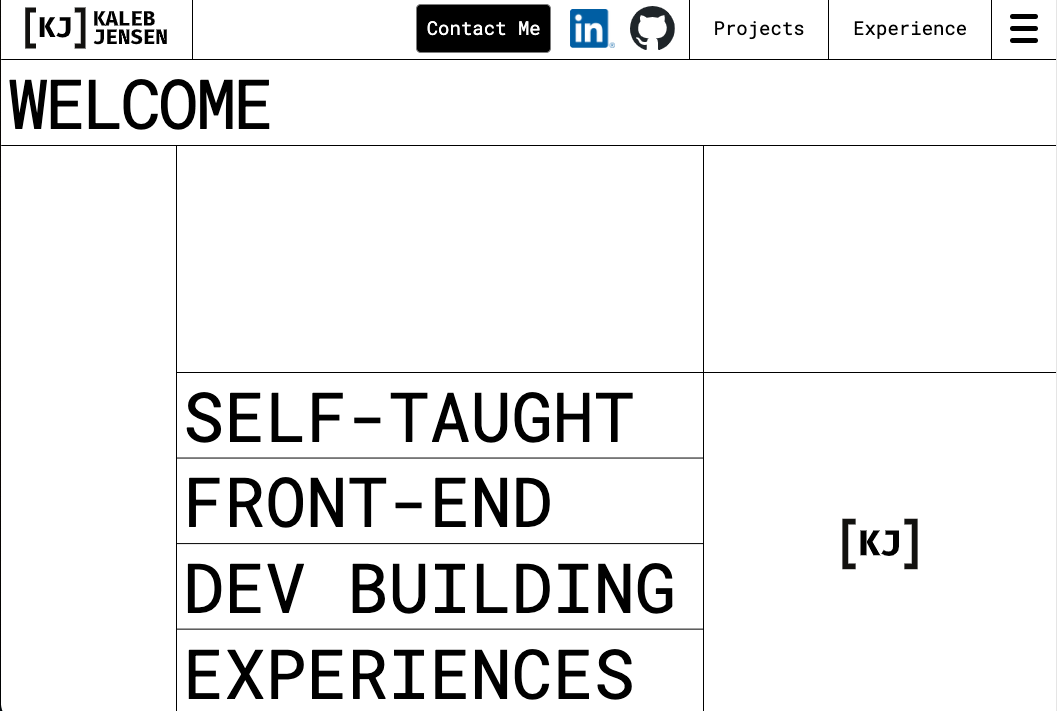 [KJ] KALEB
JENSEN
Contact Me
in
Projects
Experience
WELCOME
SELF-TAUGHT
FRONT-END
DEV BUILDING
EXPERIENCES
[KJ]